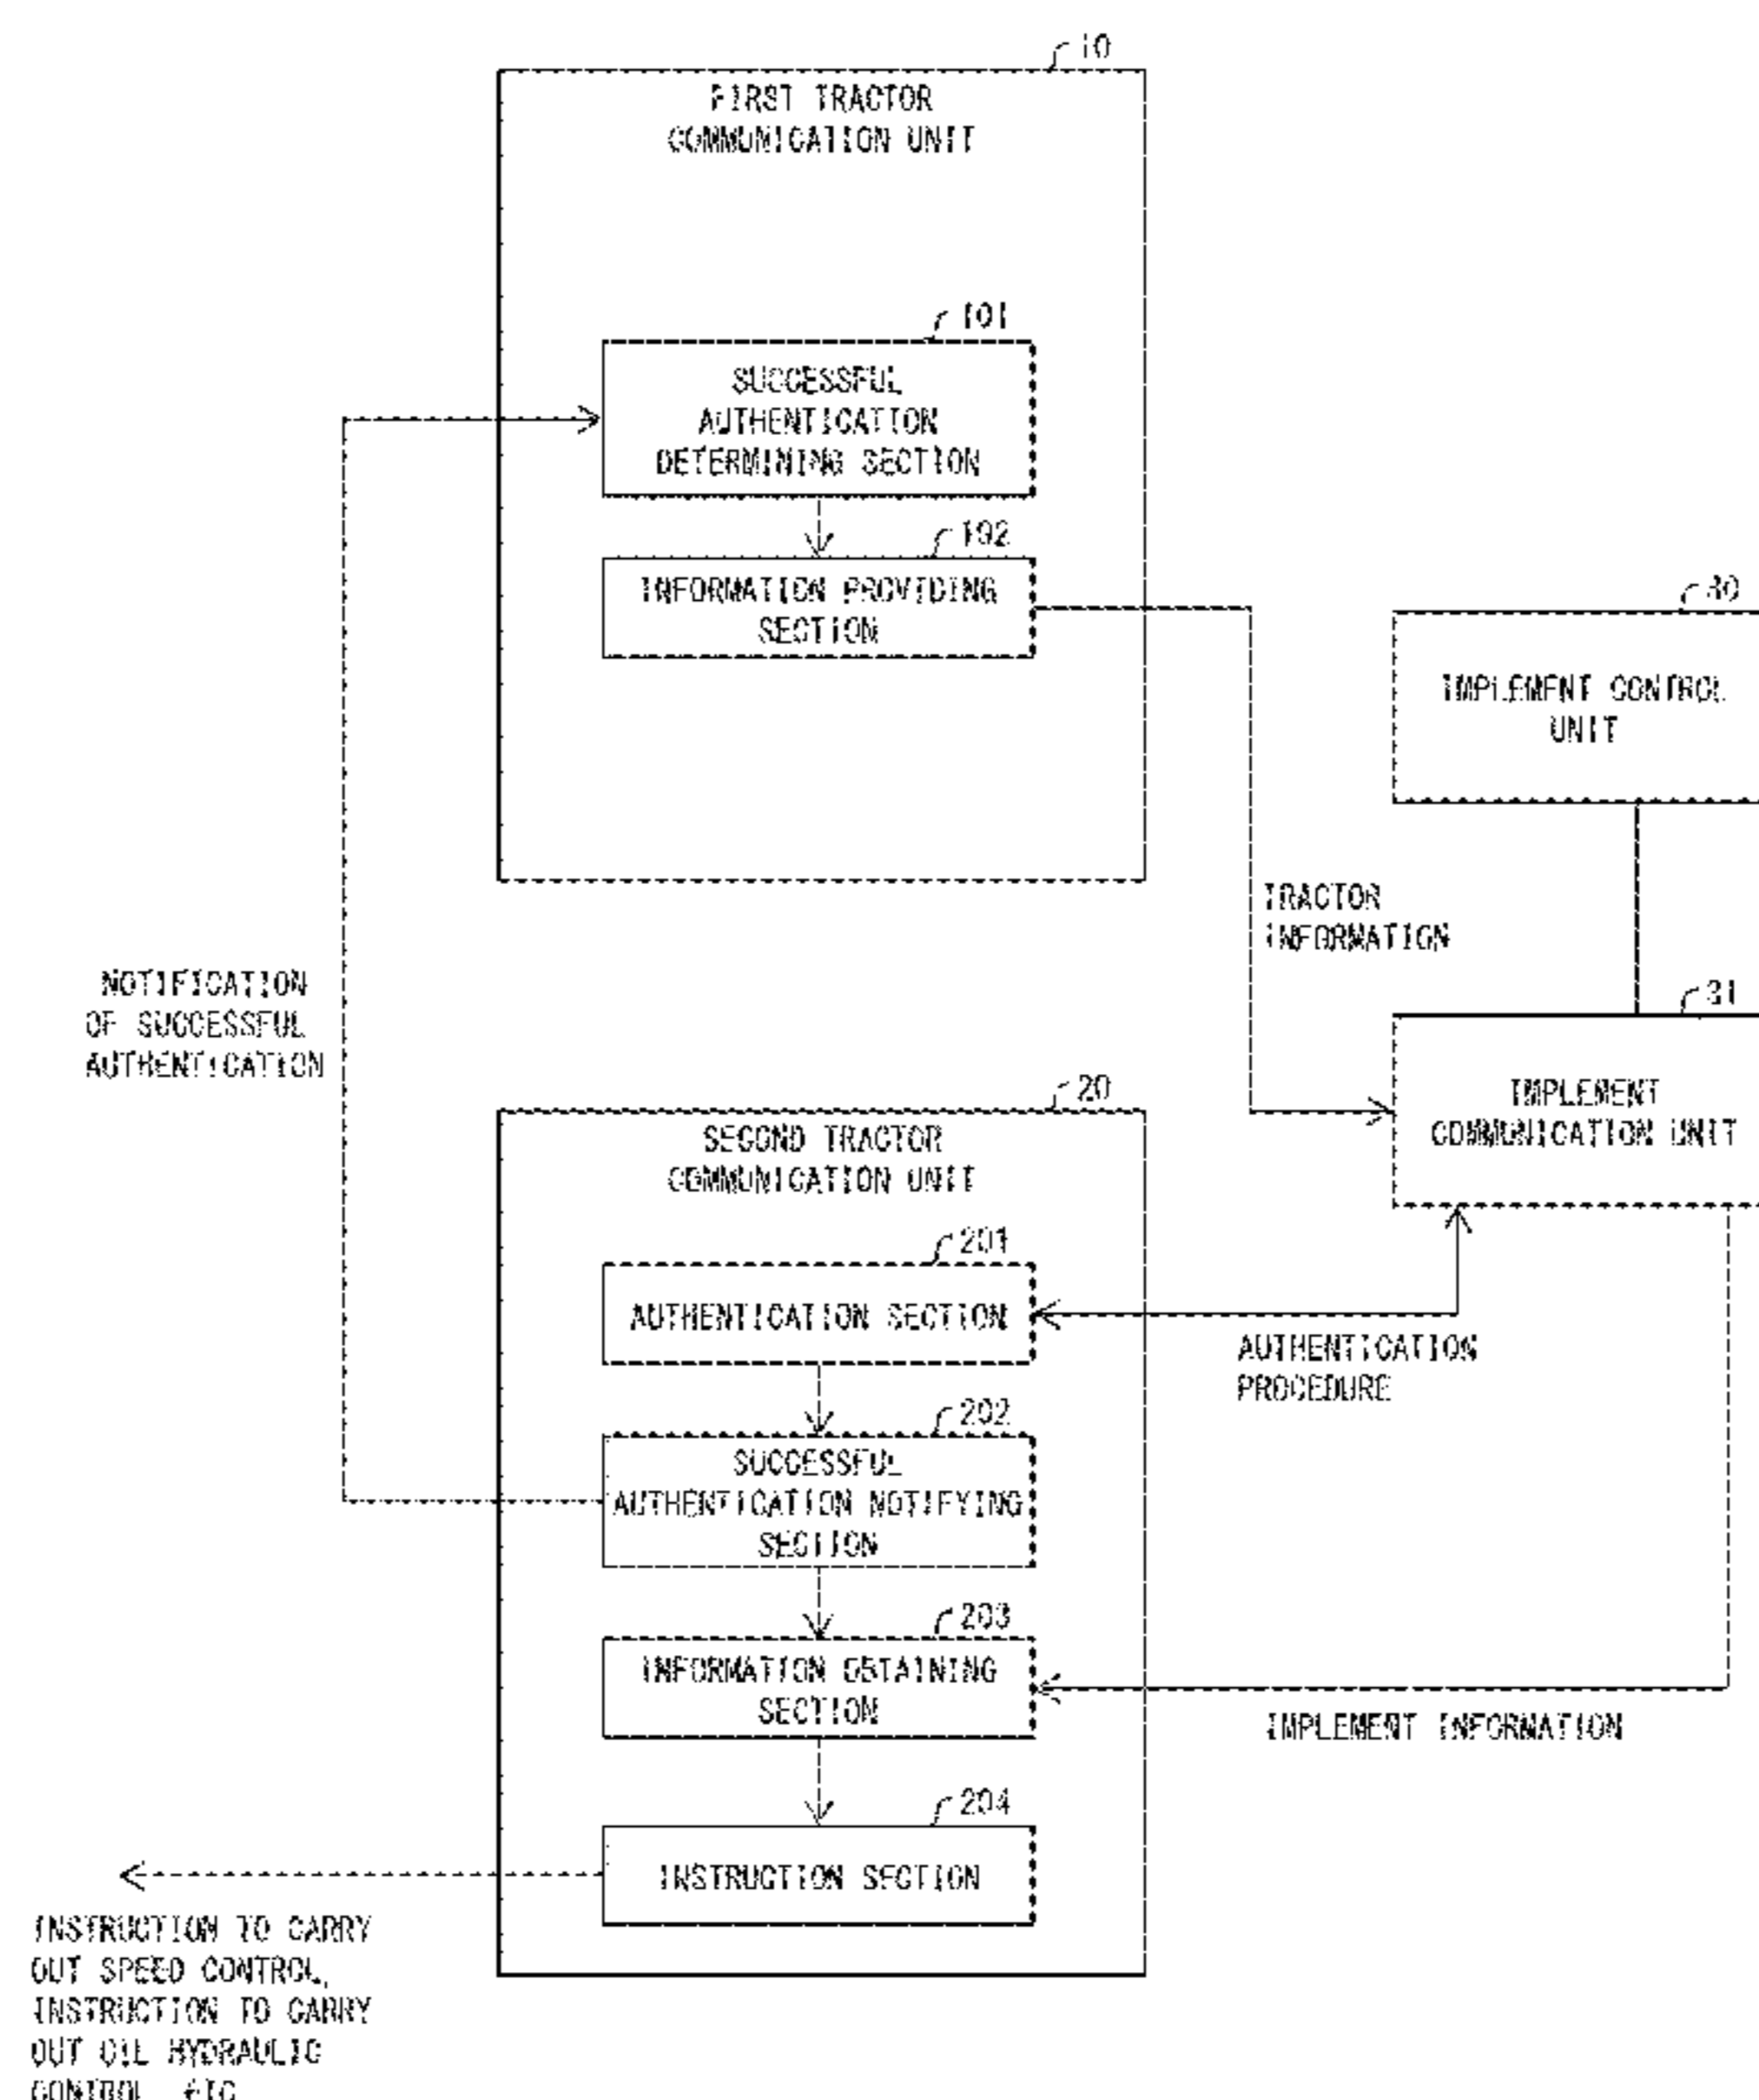 10
FIRST TRACTOR
COMMUNICATION UNIT
101
SUCCESSFUL
AUTHENTICATION
DETERMINING SECTION
102
INFORMATION PROVIDING
SECTION
30
IMPLEMENT CONTROL
UNIT
TRACTOR
INFORMATION
NOTIFICATION
OF SUCCESSFUL
AUTHENTICATION
31
IMPLEMENT
COMMUNICATION UNIT
20
SECOND TRACTOR
COMMUNICATION UNIT
201
AUTHENTICATION SECTION
AUTHENTICATION
PROCEDURE
202
SUCCESSFUL
AUTHENTICATION NOTIFYING
SECTION
203
INFORMATION OBTAINING
SECTION
IMPLEMENT INFORMATION
204
INSTRUCTION SECTION
INSTRUCTION TO CARRY
OUT SPEED CONTROL,
INSTRUCTION TO CARRY
OUT OIL HYDRAULIC
CONTROL, ETC